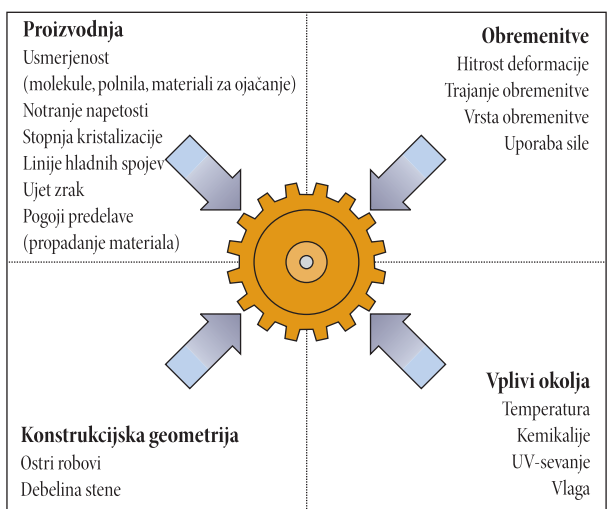 Proizvodnja
Usmerjenost
(molekule, polnila, materiali za ojačanje)
Notranje napetosti
Stopnja kristalizacije
Linije hladnih spojev
Ujet zrak
Pogoji predelave
(propadanje materiala)
Obremenitve
Hitrost deformacije
Trajanje obremenitve
Vrsta obremenitve
Uporaba sile
Konstrukcijska geometrija
Ostri robovi
Debelina stene
Vplivi okolja
Temperatura
Kemikalije
UV-sevanje
Vlaga